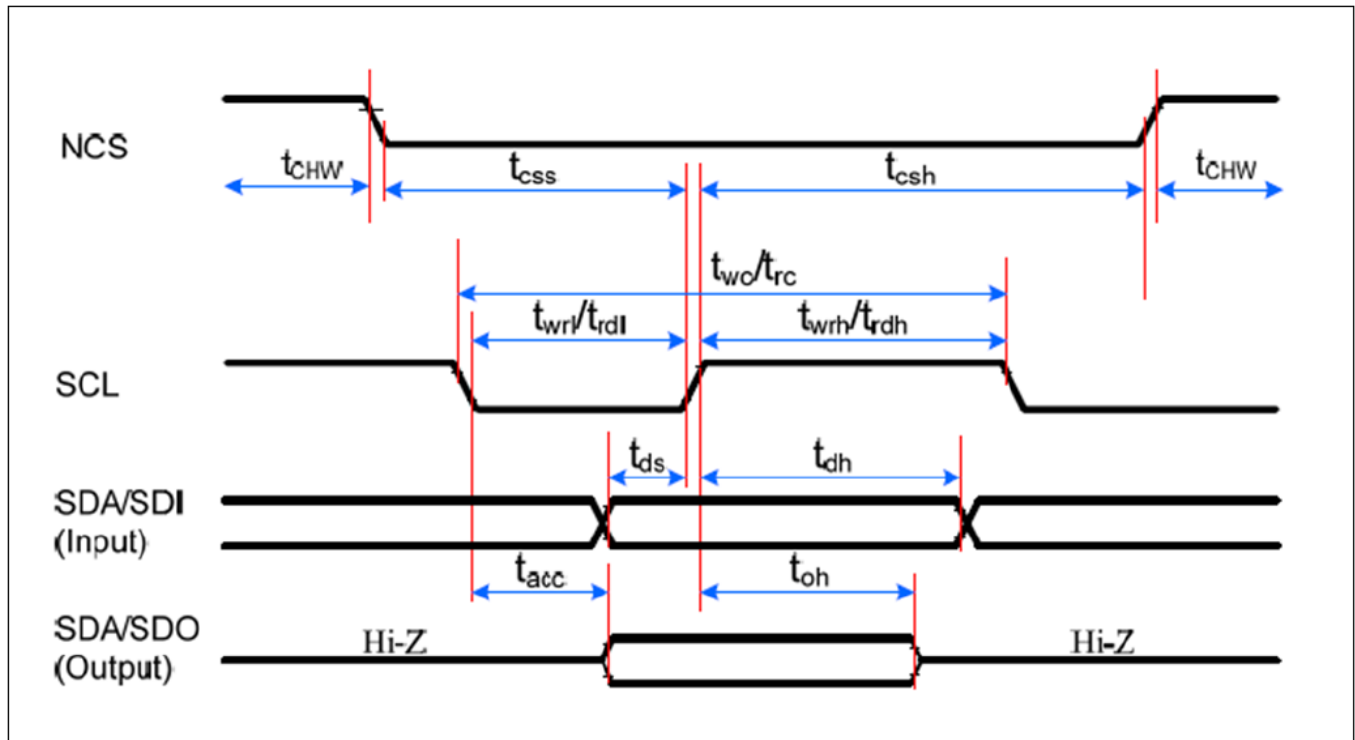 NCS
tCHW
tcss
tcsh
tCHW
twc/trc
twrl/trdl
twrh/trdh
SCL
tds
tdh
SDA/SDI
(Input)
tacc
toh
SDA/SDO
(Output)
Hi-Z
Hi-Z